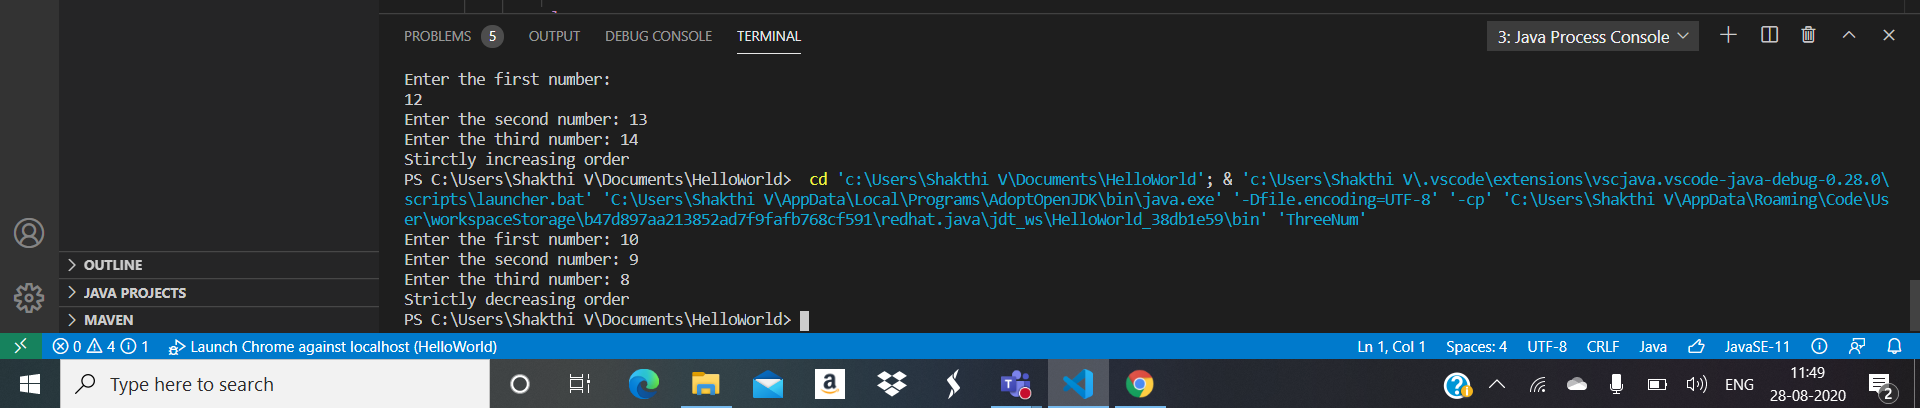 PROBLEMS 5 OUTPUT DEBUG CONSOLE TERMINAL 3: Java Process Console
Enter the first number:
12
Enter the second number: 13
Enter the third number: 14
Stirctly increasing order
PS C:\Users\Shakthi V\Documents\HelloWorld>  cd 'c:\Users\Shakthi V\Documents\HelloWorld'; & 'c:\Users\Shakthi V\.vscode\extensions\vscjava.vscode-java-debug-0.28.0\
scripts\launcher.bat' 'C:\Users\Shakthi V\AppData\Local\Programs\AdoptOpenJDK\bin\java.exe' '-Dfile.encoding=UTF-8' '-cp' 'C:\Users\Shakthi V\AppData\Roaming\Code\Us
er\workspaceStorage\b47d897aa213852ad7f9fafb768cf591\redhat.java\jdt_ws\HelloWorld_38db1e59\bin' 'ThreeNum'
Enter the first number: 10
Enter the second number: 9
Enter the third number: 8
Strictly decreasing order
PS C:\Users\Shakthi V\Documents\HelloWorld>
OUTLINE
JAVA PROJECTS
MAVEN
0 4 1 Launch Chrome against localhost (HelloWorld) Ln 1, Col 1 Spaces: 4 UTF-8 CRLF Java JavaSE-11
Type here to search ENG 11:49
28-08-2020 2